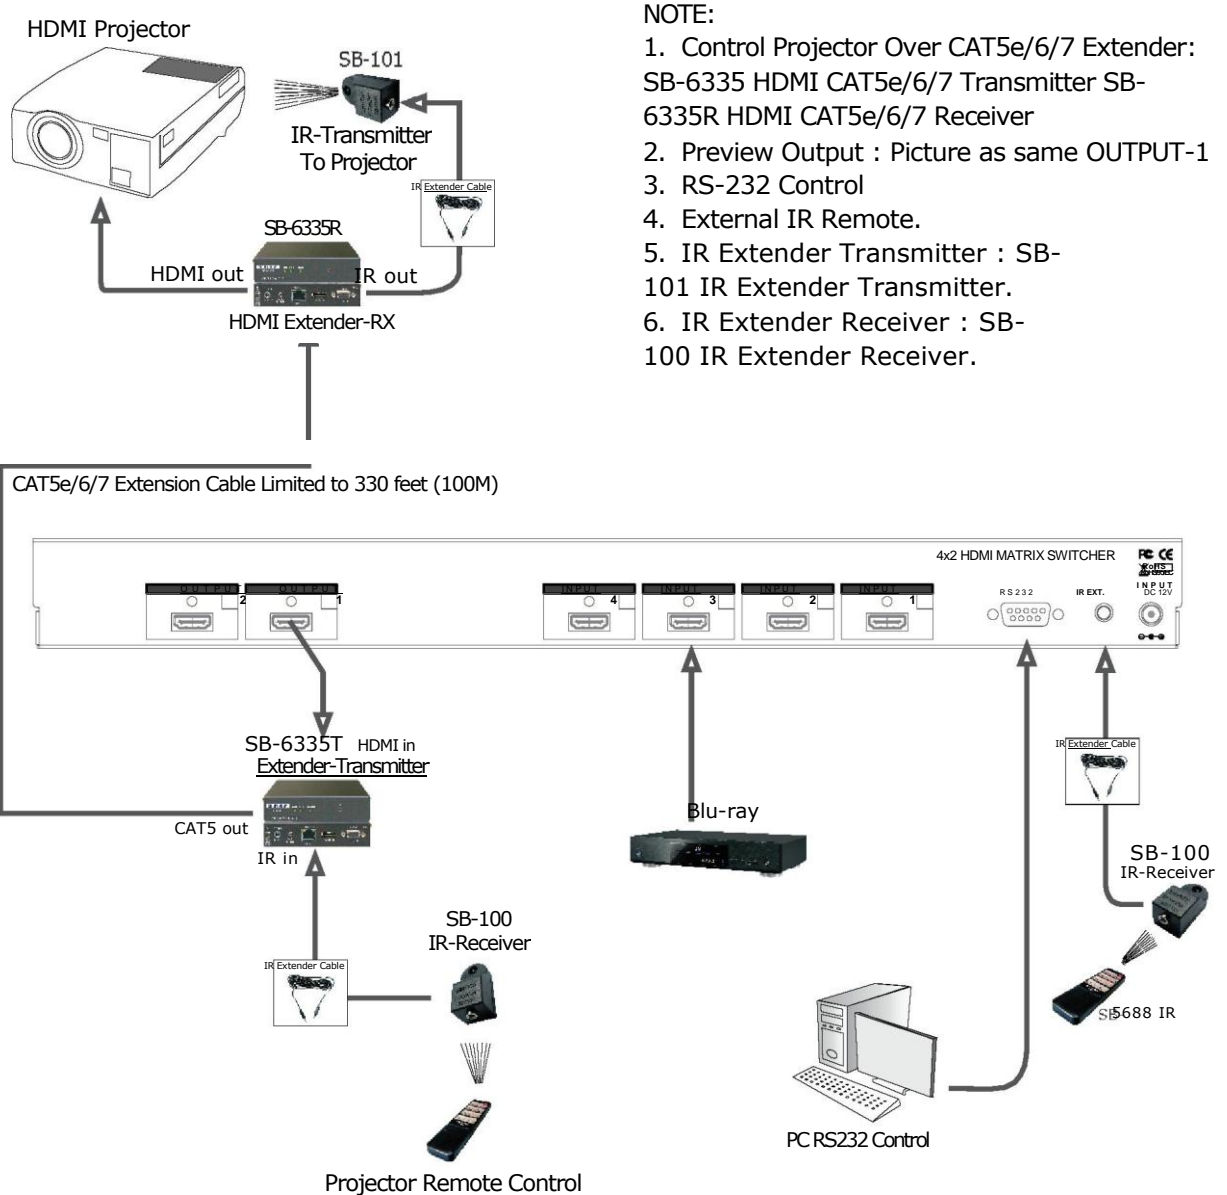 HDMI Projector
SB-101
IR-Transmitter
To Projector
IR Extender Cable
SB-6335R
HDMI out
IR out
HDMI Extender-RX
NOTE:
1. Control Projector Over CAT5e/6/7 Extender:
SB-6335 HDMI CAT5e/6/7 Transmitter SB-
6335R HDMI CAT5e/6/7 Receiver
2. Preview Output : Picture as same OUTPUT-1
3. RS-232 Control
4. External IR Remote.
5. IR Extender Transmitter : SB-
101 IR Extender Transmitter.
6. IR Extender Receiver : SB-
100 IR Extender Receiver.
CAT5e/6/7 Extension Cable Limited to 330 feet (100M)
4x2 HDMI MATRIX SWITCHER
FC CE
RoHS
OUTPUT 2
OUTPU 1
INPUT 4
INPUT 3
INPUT 2
INPUT 1
RS232
IR EXT.
INPUT
DC 12V
SB-6335T HDMI in
Extender-Transmitter
CAT5 out
IR in
Blu-ray
IR Extender Cable
SB-100
IR-Receiver
SB-100
IR-Receiver
IR Extender Cable
SB-5688 IR
PC RS232 Control
Projector Remote Control